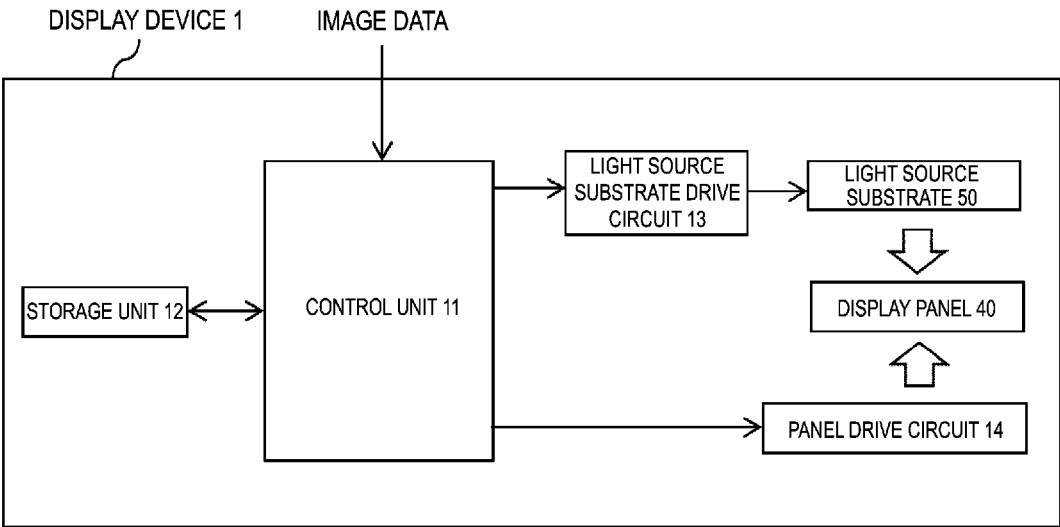 DISPLAY DEVICE 1
IMAGE DATA
LIGHT SOURCE
SUBSTRATE DRIVE
CIRCUIT 13
LIGHT SOURCE
SUBSTRATE 50
STORAGE UNIT 12
CONTROL UNIT 11
DISPLAY PANEL 40
PANEL DRIVE CIRCUIT 14